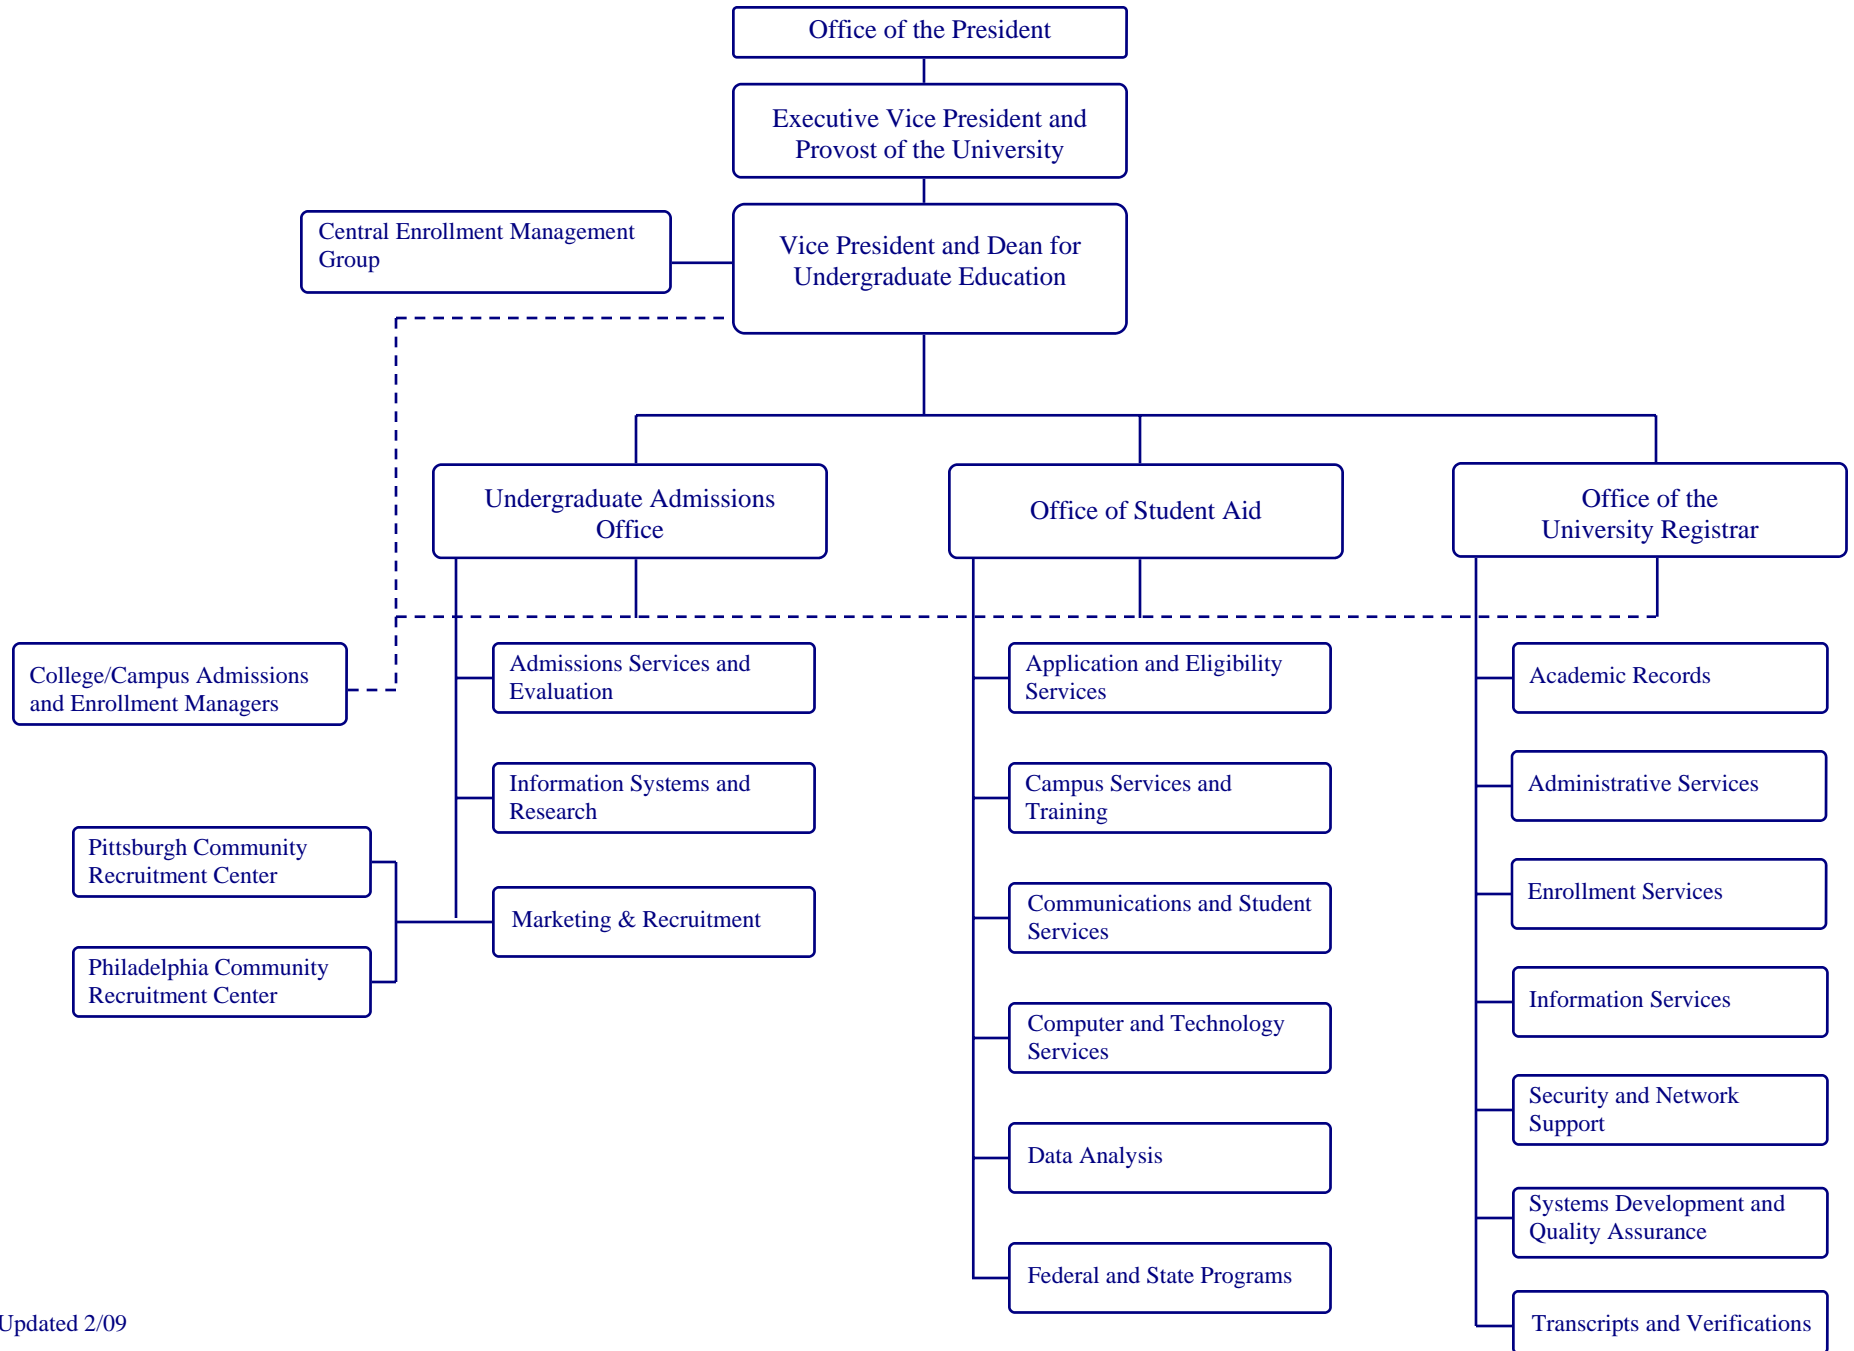 Office of the President
Executive Vice President and
Provost of the University
Central Enrollment Management
Group
Vice President and Dean for
Undergraduate Education
Undergraduate Admissions
Office
Office of Student Aid
Office of the
University Registrar
College/Campus Admissions
and Enrollment Managers
Admissions Services and
Evaluation
Information Systems and
Research
Pittsburgh Community
Recruitment Center
Marketing & Recruitment
Philadelphia Community
Recruitment Center
Application and Eligibility
Services
Campus Services and
Training
Communications and Student
Services
Computer and Technology
Services
Data Analysis
Federal and State Programs
Academic Records
Administrative Services
Enrollment Services
Information Services
Security and Network
Support
Systems Development and
Quality Assurance
Transcripts and Verifications
Updated 2/09